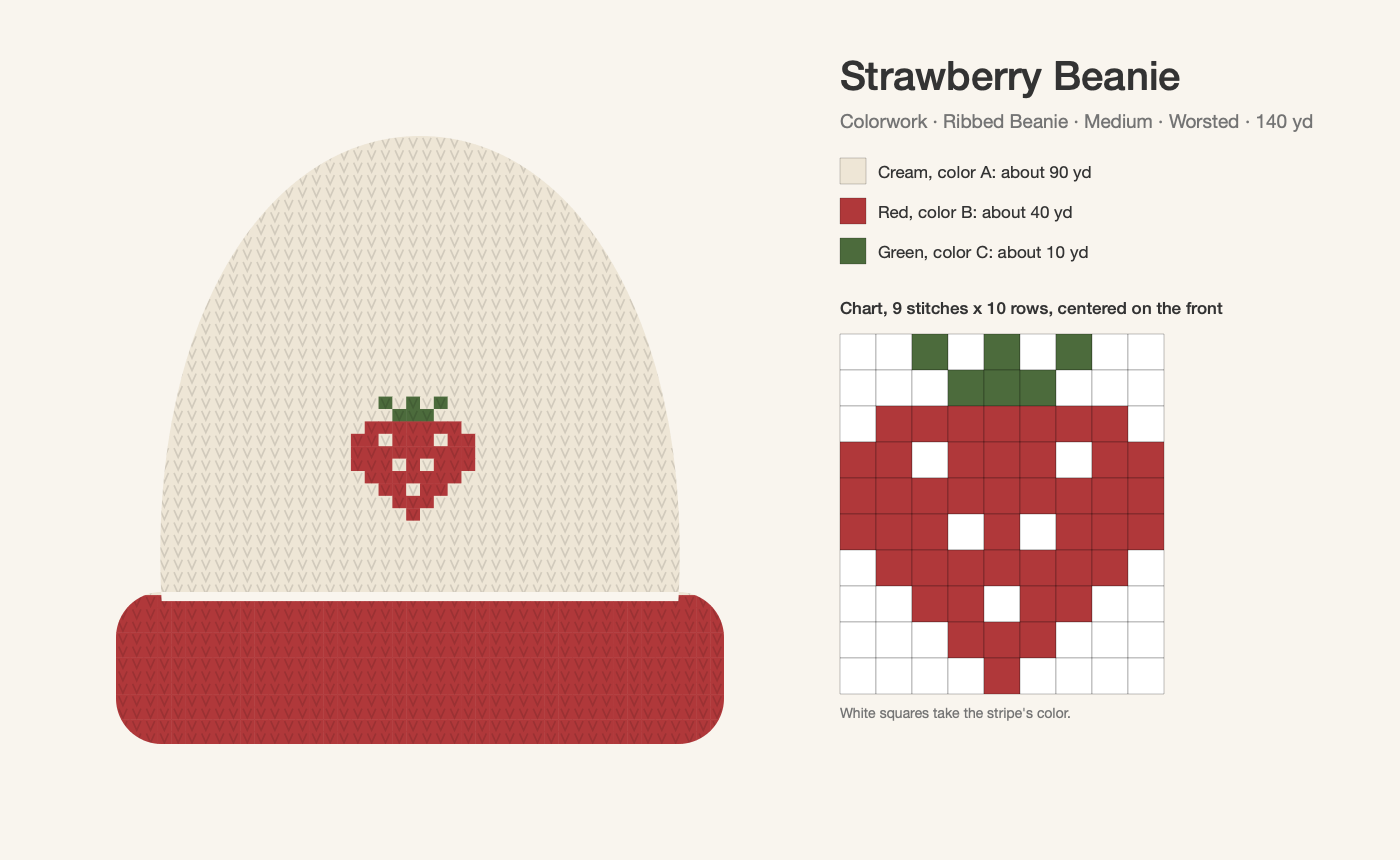 Strawberry Beanie
Colorwork · Ribbed Beanie · Medium · Worsted · 140 yd
Cream, color A: about 90 yd
Red, color B: about 40 yd
Green, color C: about 10 yd
Chart, 9 stitches x 10 rows, centered on the front
White squares take the stripe's color.